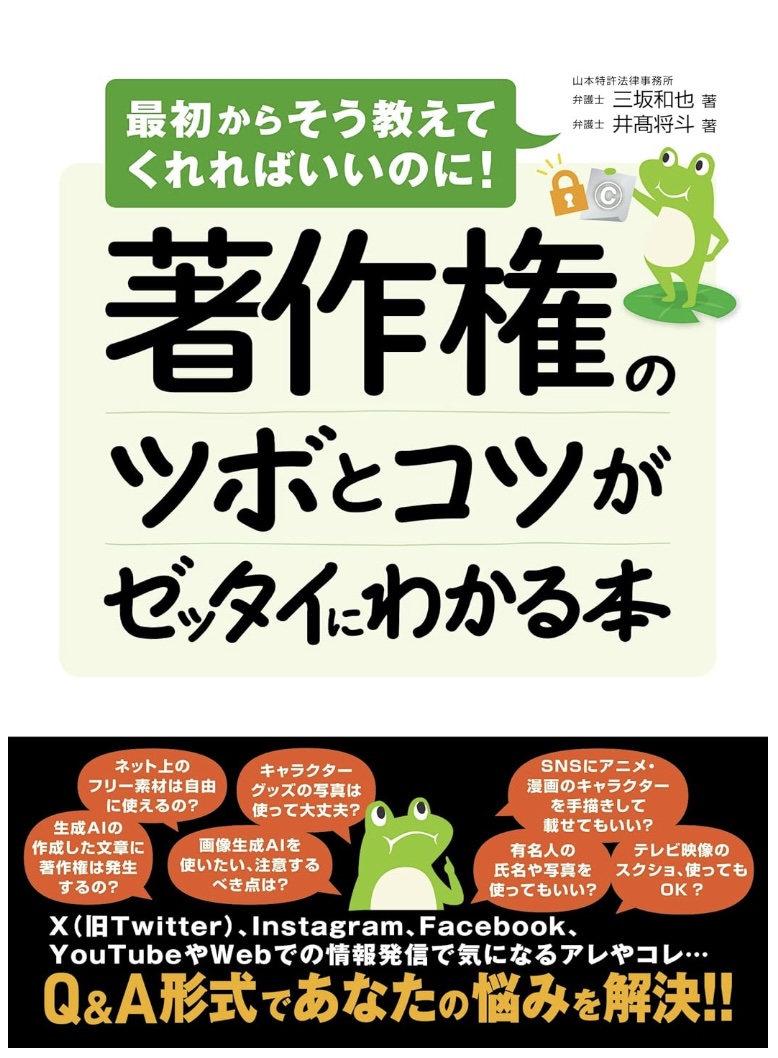 山本特許法律事務所
弁護士 三坂和也 著
弁護士 井髙将斗 著
最初からそう教えて
くれればいいのに!
C
著作権の
ツボとコツが
ゼッタイにわかる本
ネット上の
フリー素材は自由
に使えるの?
キャラクター
グッズの写真は
使って大丈夫?
SNSにアニメ・
漫画のキャラクター
を手描きして
載せてもいい?
生成AIの
作成した文章に
著作権は発生
するの?
画像生成AIを
使いたい、注意する
べき点は?
有名人の
氏名や写真を
使ってもいい?
テレビ映像の
スクショ、使っても
OK?
X(旧Twitter)、Instagram、Facebook、
YouTubeやWebでの情報発信で気になるアレやコレ…
Q&A形式であなたの悩みを解決!!